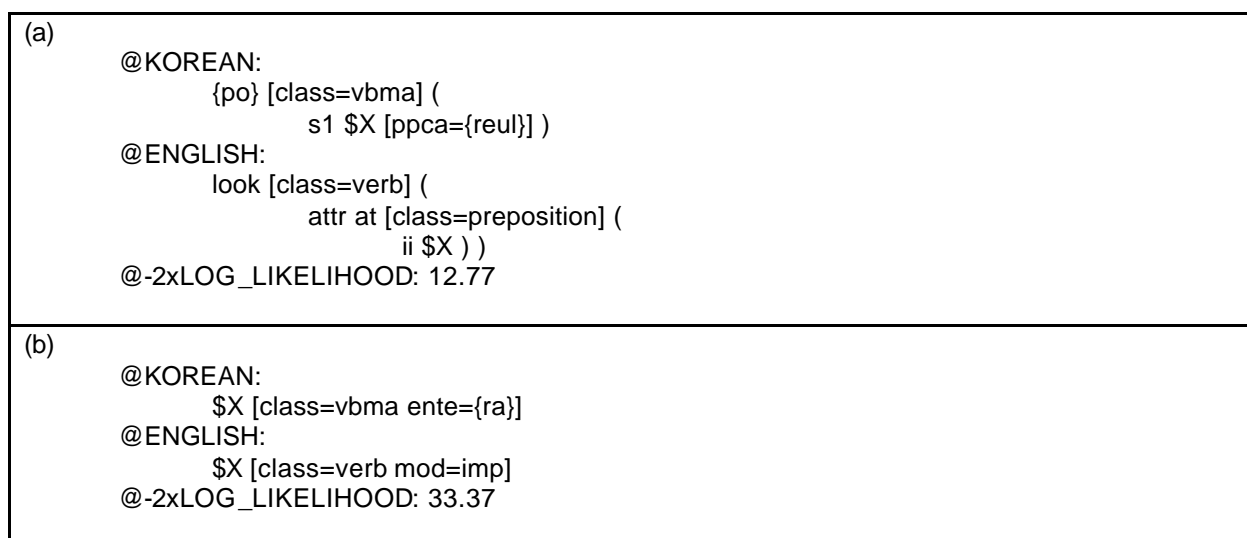 (a)
@KOREAN:
{po} [class=vbma] (
s1 $X [ppca={reul}] )
@ENGLISH:
look [class=verb] (
attr at [class=preposition] (
ii $X ) )
@-2xLOG_LIKELIHOOD: 12.77
(b)
@KOREAN:
$X [class=vbma ente={ra}]
@ENGLISH:
$X [class=verb mod=imp]
@-2xLOG_LIKELIHOOD: 33.37